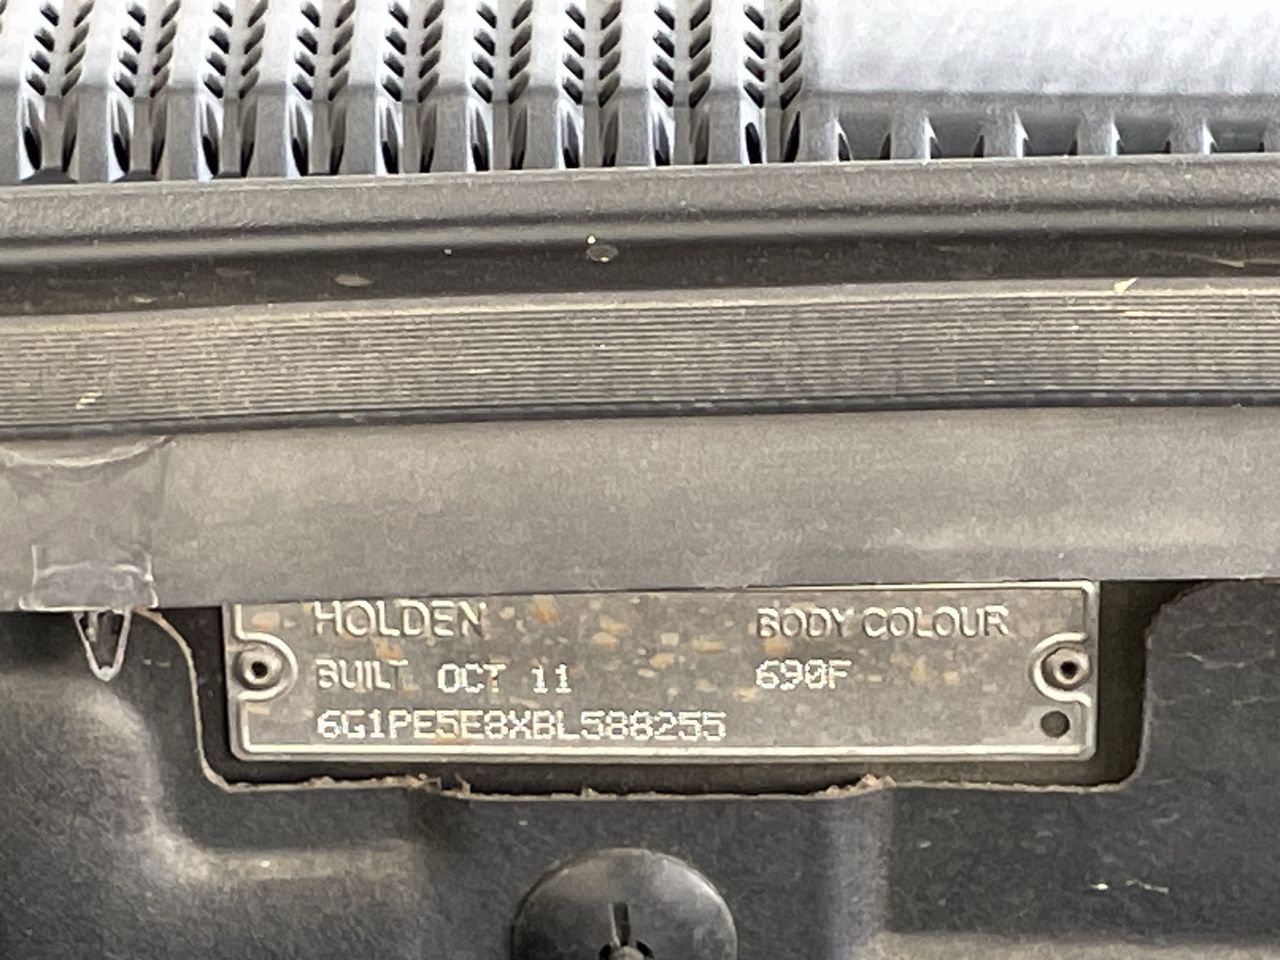 HOLDEN BODY COLOUR
BUILT OCT 11 690F
6G1PE5E8XBL588255